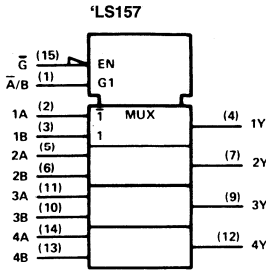 'LS157
G̅ (15) EN
A̅/B (1) G1
1A (2) 1̅ MUX (4) 1Y
1B (3) 1
2A (5) (7) 2Y
2B (6)
3A (11) (9) 3Y
3B (10)
4A (14) (12) 4Y
4B (13)